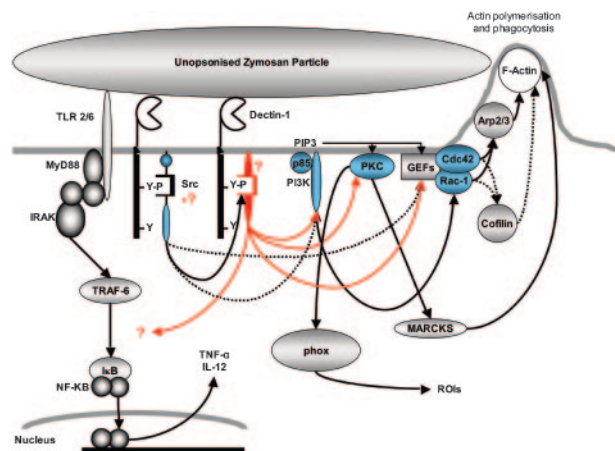 Actin polymerisation
and phagocytosis
Unopsonised Zymosan Particle
F-Actin
TLR 2/6
Dectin-1
Arp2/3
MyD88
PIP3
p85
PKC
GEFs
Cdc42
Rac-1
Y-P
Src
?
Y-P
?
PI3K
IRAK
Y
Y
Cofilin
TRAF-6
?
MARCKS
phox
IκB
TNF-α
IL-12
NF-KB
ROIs
Nucleus